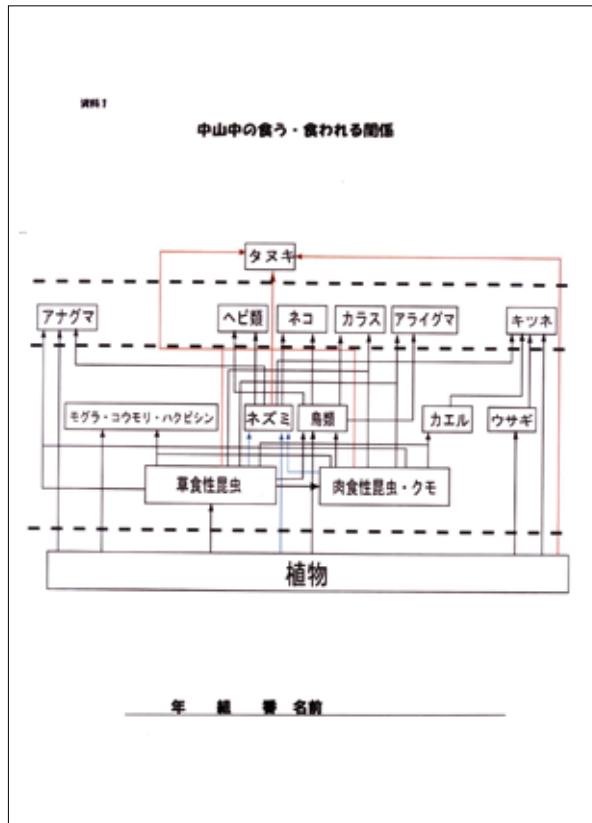 資料1
中山中の食う・食われる関係
タヌキ
アナグマ
ヘビ類
ネコ
カラス
アライグマ
キツネ
モグラ・コウモリ・ハクビシン
ネズミ
鳥類
カエル
ウサギ
草食性昆虫
肉食性昆虫・クモ
植物
年 組 番 名前